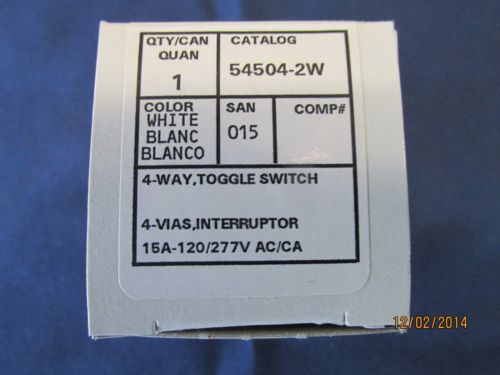 QTY/CAN
QUAN
1
CATALOG
54504-2W
COLOR
WHITE
BLANC
BLANCO
SAN
015
COMP#
4-WAY,TOGGLE SWITCH
4-VIAS,INTERRUPTOR
15A-120/277V AC/CA
12/02/2014